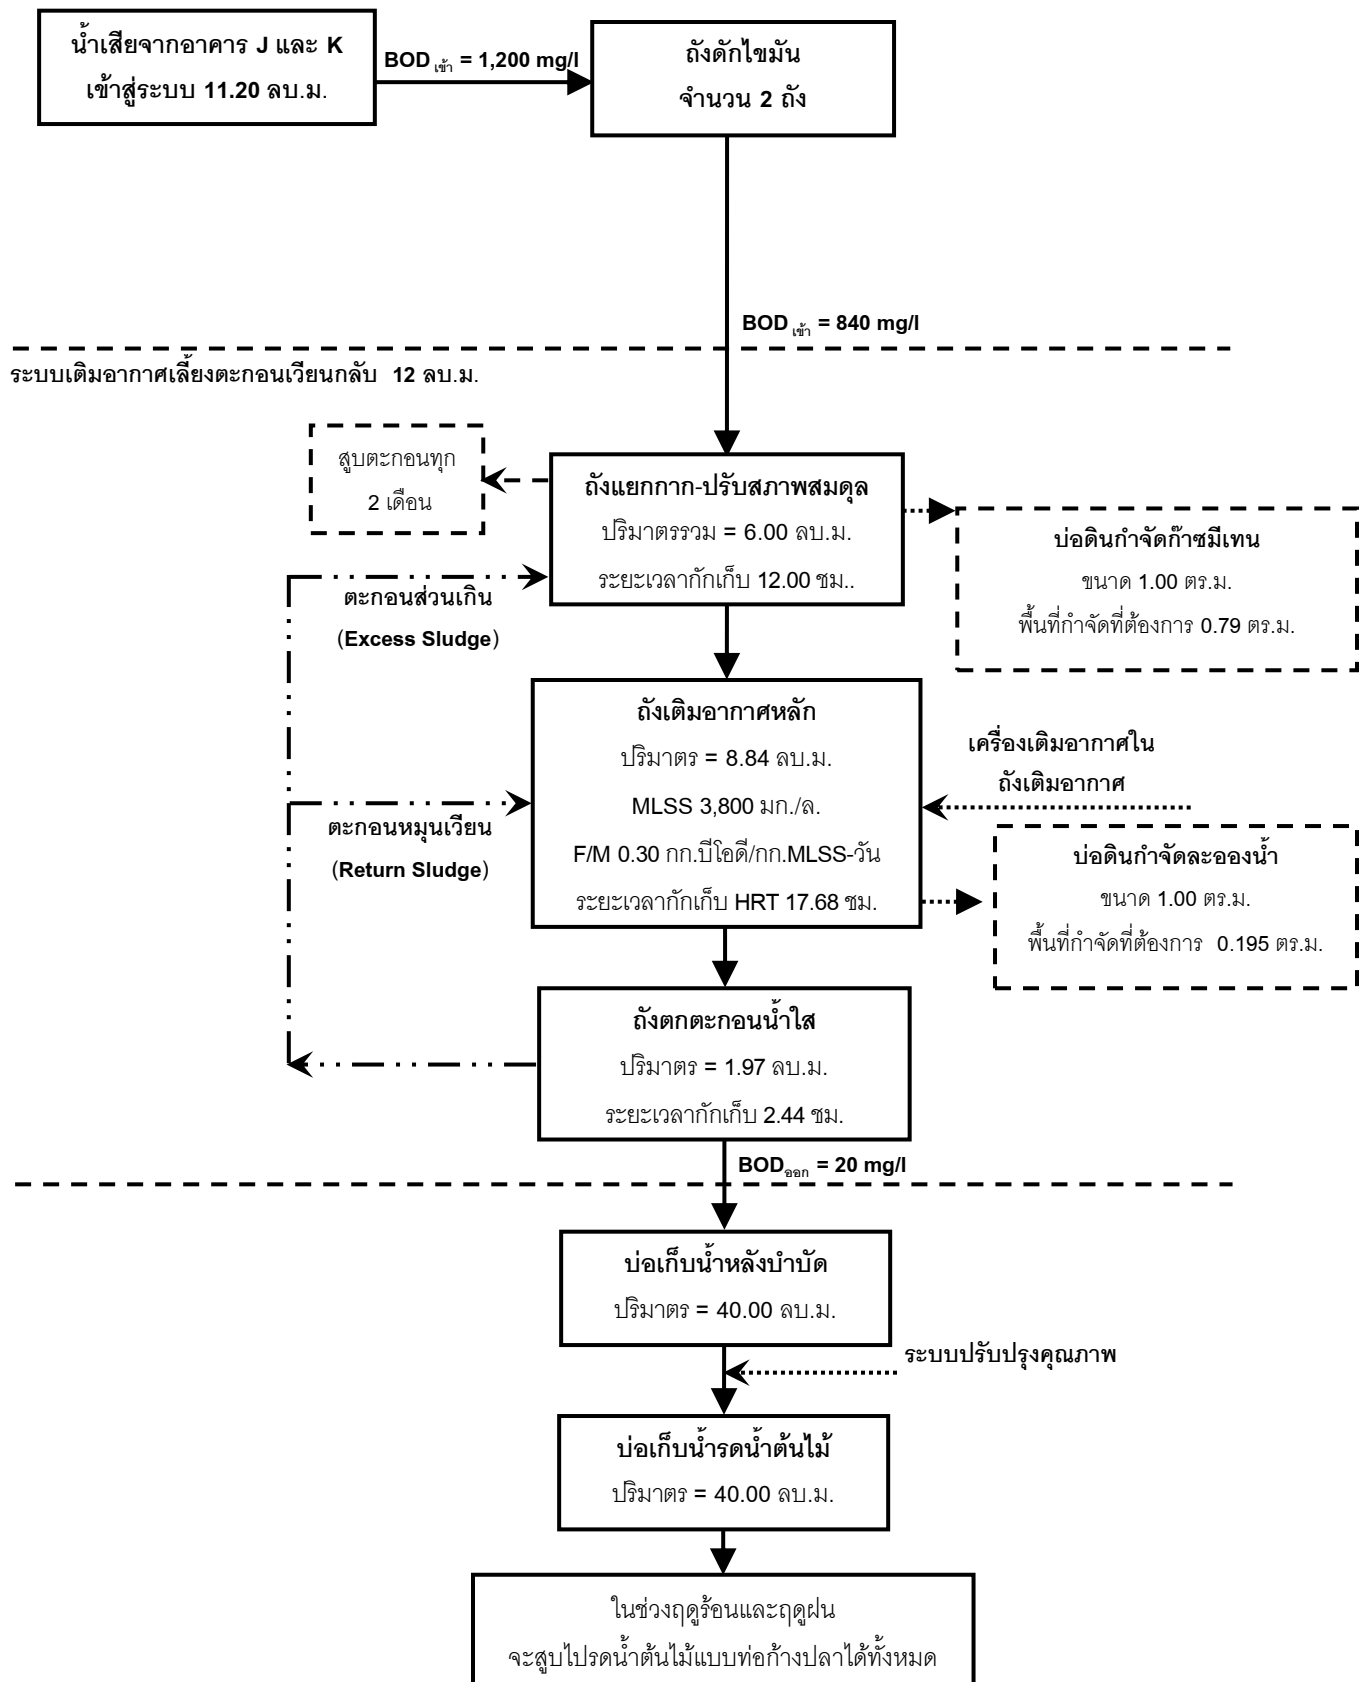 น้ำเสียจากอาคาร J และ K
เข้าสู่ระบบ 11.20 ลบ.ม.
BOD เข้า = 1,200 mg/l
ถังดักไขมัน
จำนวน 2 ถัง
BOD เข้า = 840 mg/l
ระบบเติมอากาศเลี้ยงตะกอนเวียนกลับ 12 ลบ.ม.
สูบตะกอนทุก
2 เดือน
ถังแยกกาก-ปรับสภาพสมดุล
ปริมาตรรวม = 6.00 ลบ.ม.
ระยะเวลากักเก็บ 12.00 ชม..
บ่อดินกำจัดก๊าซมีเทน
ขนาด 1.00 ตร.ม.
พื้นที่กำจัดที่ต้องการ 0.79 ตร.ม.
ตะกอนส่วนเกิน
(Excess Sludge)
ถังเติมอากาศหลัก
ปริมาตร = 8.84 ลบ.ม.
MLSS 3,800 มก./ล.
F/M 0.30 กก.บีโอดี/กก.MLSS-วัน
ระยะเวลากักเก็บ HRT 17.68 ชม.
เครื่องเติมอากาศใน
ถังเติมอากาศ
ตะกอนหมุนเวียน
(Return Sludge)
บ่อดินกำจัดละอองน้ำ
ขนาด 1.00 ตร.ม.
พื้นที่กำจัดที่ต้องการ 0.195 ตร.ม.
ถังตกตะกอนน้ำใส
ปริมาตร = 1.97 ลบ.ม.
ระยะเวลากักเก็บ 2.44 ชม.
BODออก = 20 mg/l
บ่อเก็บน้ำหลังบำบัด
ปริมาตร = 40.00 ลบ.ม.
ระบบปรับปรุงคุณภาพ
บ่อเก็บน้ำรดน้ำต้นไม้
ปริมาตร = 40.00 ลบ.ม.
ในช่วงฤดูร้อนและฤดูฝน
จะสูบไปรดน้ำต้นไม้แบบท่อก้างปลาได้ทั้งหมด